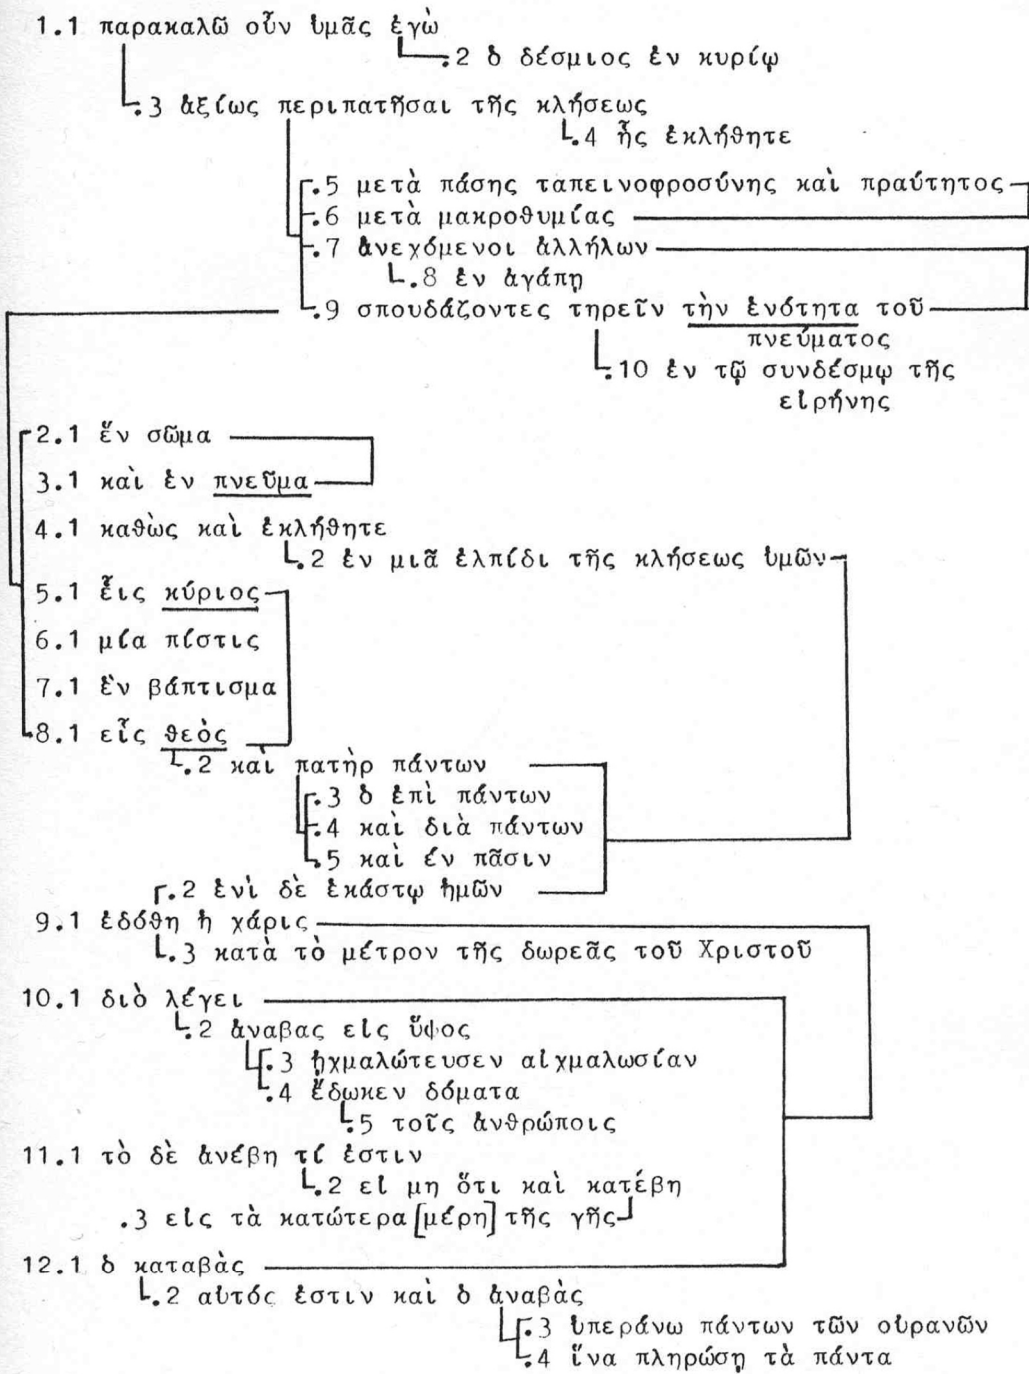 1.1 παρακαλῶ οὖν ὑμᾶς ἐγὼ
.2 ὁ δέσμιος ἐν κυρίῳ
.3 ἀξίως περιπατῆσαι τῆς κλήσεως
.4 ἧς ἐκλήθητε
.5 μετὰ πάσης ταπεινοφροσύνης καὶ πραΰτητος
.6 μετὰ μακροθυμίας
.7 ἀνεχόμενοι ἀλλήλων
.8 ἐν ἀγάπῃ
.9 σπουδάζοντες τηρεῖν τὴν ἑνότητα τοῦ
πνεύματος
.10 ἐν τῷ συνδέσμῳ τῆς
εἰρήνης
2.1 ἕν σῶμα
3.1 καὶ ἑν πνεῦμα
4.1 καθὼς καὶ ἐκλήθητε
.2 ἐν μιᾶ ἐλπίδι τῆς κλήσεως ὑμῶν
5.1 εἷς κύριος
6.1 μία πίστις
7.1 ἓν βάπτισμα
8.1 εἷς θεὸς
.2 καὶ πατὴρ πάντων
.3 ὁ ἐπὶ πάντων
.4 καὶ διὰ πάντων
.5 καὶ ἐν πᾶσιν
.2 ἑνὶ δὲ ἑκάστῳ ἡμῶν
9.1 ἐδόθη ἡ χάρις
.3 κατὰ τὸ μέτρον τῆς δωρεᾶς τοῦ Χριστοῦ
10.1 διὸ λέγει
.2 ἀναβας εἰς ὕψος
.3 ᾐχμαλώτευσεν αἰχμαλωσίαν
.4 ἔδωκεν δόματα
.5 τοῖς ἀνθρώποις
11.1 τὸ δὲ ἀνέβη τί ἐστιν
.2 εἰ μη ὅτι καὶ κατέβη
.3 εἰς τὰ κατώτερα [μέρη] τῆς γῆς
12.1 ὁ καταβὰς
.2 αὐτός ἐστιν καὶ ὁ ἀναβὰς
.3 ὑπεράνω πάντων τῶν οὐρανῶν
.4 ἵνα πληρώσῃ τὰ πάντα